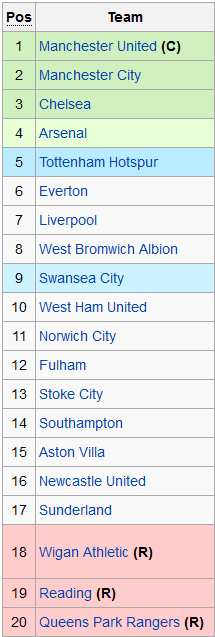 Pos Team
1 Manchester United (C)
2 Manchester City
3 Chelsea
4 Arsenal
5 Tottenham Hotspur
6 Everton
7 Liverpool
8 West Bromwich Albion
9 Swansea City
10 West Ham United
11 Norwich City
12 Fulham
13 Stoke City
14 Southampton
15 Aston Villa
16 Newcastle United
17 Sunderland
18 Wigan Athletic (R)
19 Reading (R)
20 Queens Park Rangers (R)